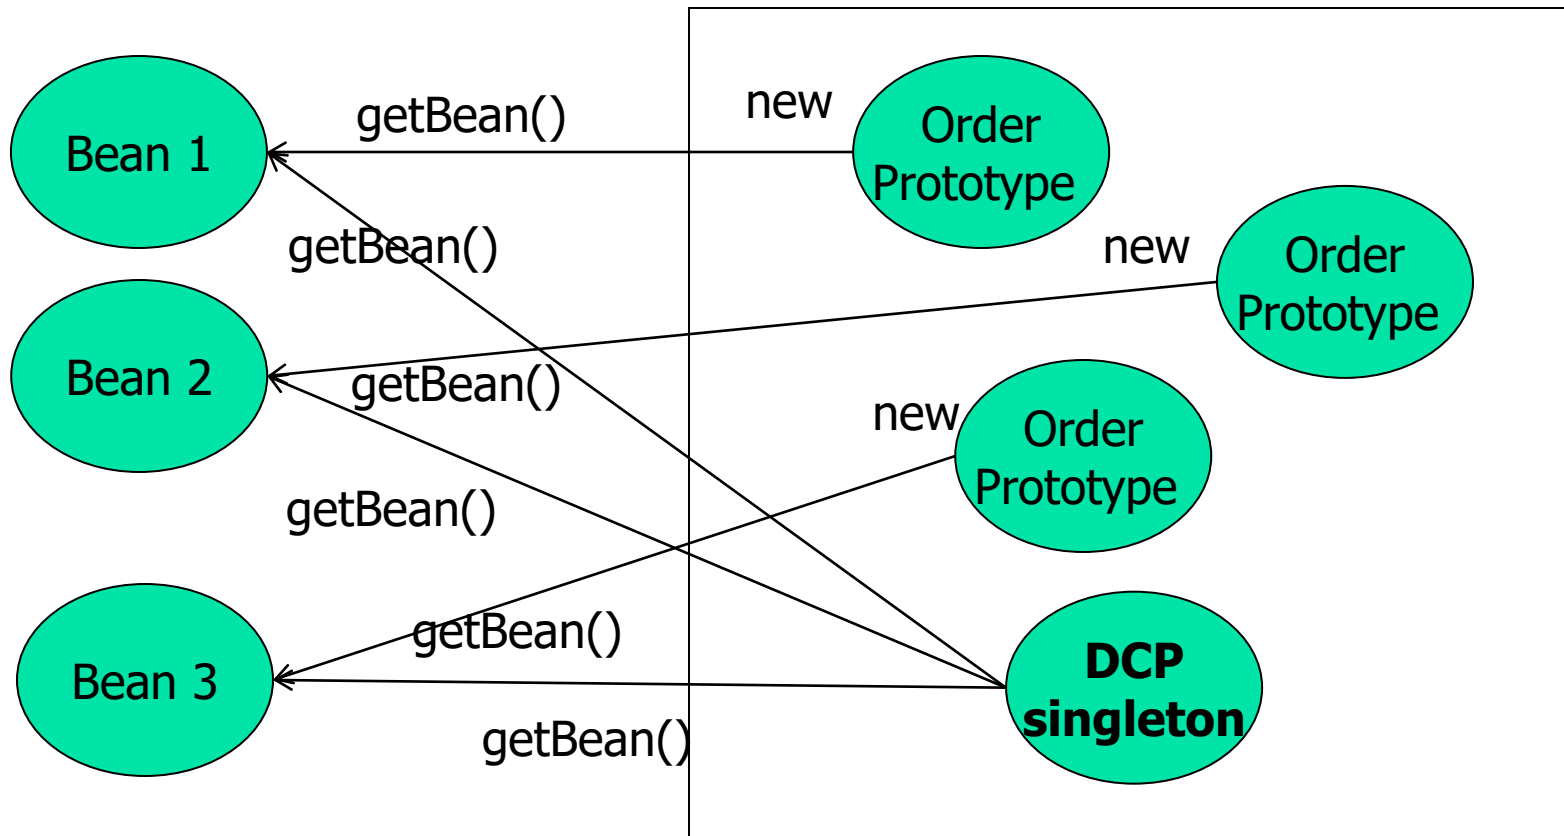 getBean()
new
Order
Prototype
Bean 1
getBean()
new
Order
Prototype
Bean 2
getBean()
new
Order
Prototype
getBean()
getBean()
DCP
singleton
Bean 3
getBean()